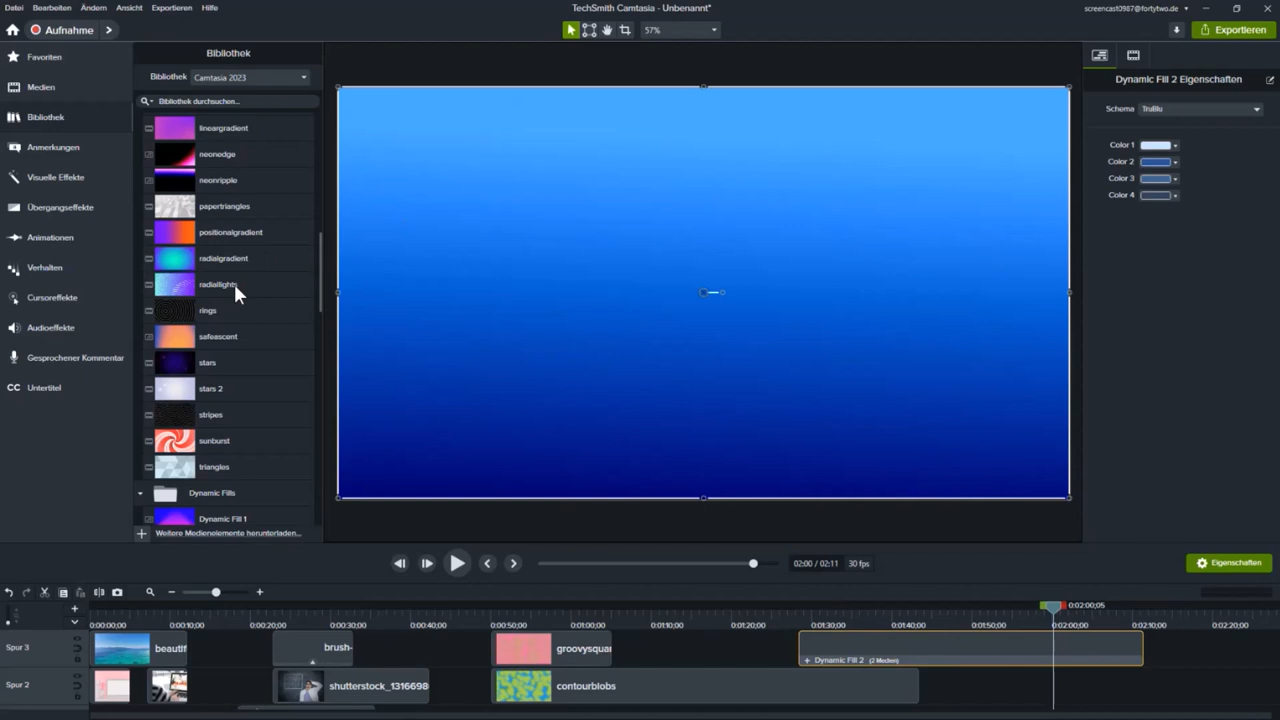 Datei Bearbeiten Ändern Ansicht Exportieren Hilfe
TechSmith Camtasia - Unbenannt*
screencast0987@fortytwo.de
Aufnahme
57%
Exportieren
Favoriten
Medien
Bibliothek
Anmerkungen
Visuelle Effekte
Übergangseffekte
Animationen
Verhalten
Cursoreffekte
Audioeffekte
Gesprochener Kommentar
CC Untertitel
Bibliothek
Bibliothek Camtasia 2023
Bibliothek durchsuchen...
lineargradient
neonedge
neonripple
papertriangles
positionalgradient
radialgradient
radiallights
rings
safeascent
stars
stars 2
stripes
sunburst
triangles
Dynamic Fills
Dynamic Fill 1
Weitere Medienelemente herunterladen...
Dynamic Fill 2 Eigenschaften
Schema TruBlu
Color 1
Color 2
Color 3
Color 4
02:00 / 02:11 30 fps
Eigenschaften
0:02:00;05
00:00:00 0:00:10;00 0:00:20;00 0:00:30;00 0:00:40;00 0:00:50;00 0:01:00;00 0:01:10;00 0:01:20;00 0:01:30;00 0:01:40;00 0:01:50;00 0:02:00;00 0:02:10;00 0:02:20;00
Spur 3 beautif brush- groovysquar Dynamic Fill 2 (2 Medien)
Spur 2 shutterstock_1316698 contourblobs